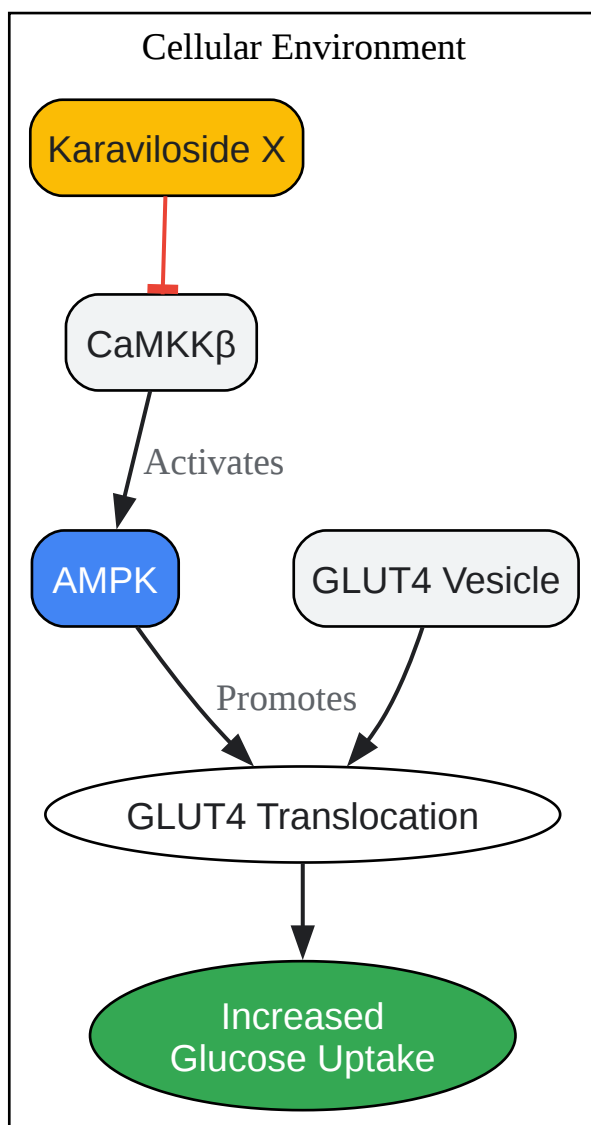 Cellular Environment
Karaviloside X
CaMKKβ
Activates
AMPK
GLUT4 Vesicle
Promotes
GLUT4 Translocation
Increased
Glucose Uptake